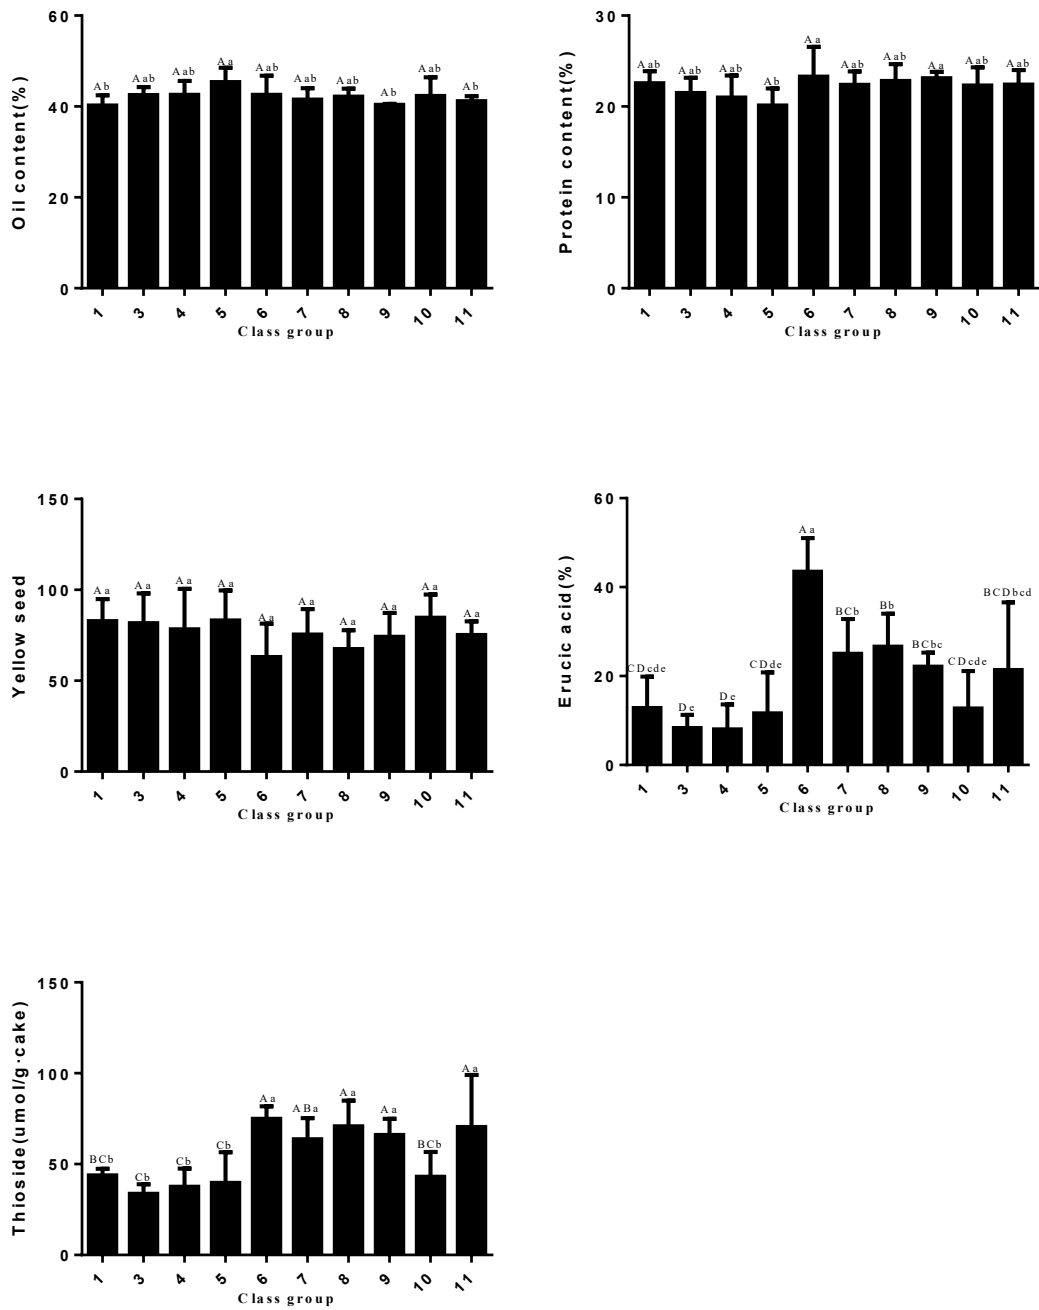 Oil content(%)
60
40
20
0
Ab
Aab
Aab
Aa
Aab
Aab
Aab
Ab
Aab
Ab
1
3
4
5
6
7
8
9
10
11
Class group
Protein content(%)
30
20
10
0
Aab
Aab
Aab
Ab
Aa
Aab
Aab
Aa
Aab
Aab
1
3
4
5
6
7
8
9
10
11
Class group
Yellow seed
150
100
50
0
Aa
Aa
Aa
Aa
Aa
Aa
Aa
Aa
Aa
Aa
1
3
4
5
6
7
8
9
10
11
Class group
Erucic acid(%)
60
40
20
0
CDcde
De
De
CDde
Aa
BCb
Bb
BCbc
CDcde
BCDbcd
1
3
4
5
6
7
8
9
10
11
Class group
Thioside(umol/g·cake)
150
100
50
0
BCb
Cb
Cb
Cb
Aa
ABa
Aa
Aa
BCb
Aa
1
3
4
5
6
7
8
9
10
11
Class group